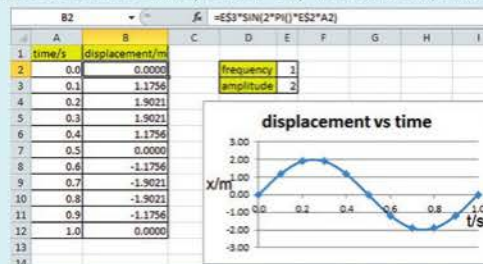 B2 fx =E$3*SIN(2*PI()*E$2*A2)
A B C D E F G H I
1 time/s displacement/m
2 0.0 0.0000 frequency 1
3 0.1 1.1756 amplitude 2
4 0.2 1.9021
5 0.3 1.9021
6 0.4 1.1756
7 0.5 0.0000
8 0.6 -1.1756
9 0.7 -1.9021
10 0.8 -1.9021
11 0.9 -1.1756
12 1.0 0.0000
13
14
displacement vs time
x/m
3.00
2.00
1.00
0.00
-1.00
-2.00
-3.00
0.0 0.2 0.4 0.6 0.8 1.0
t/s